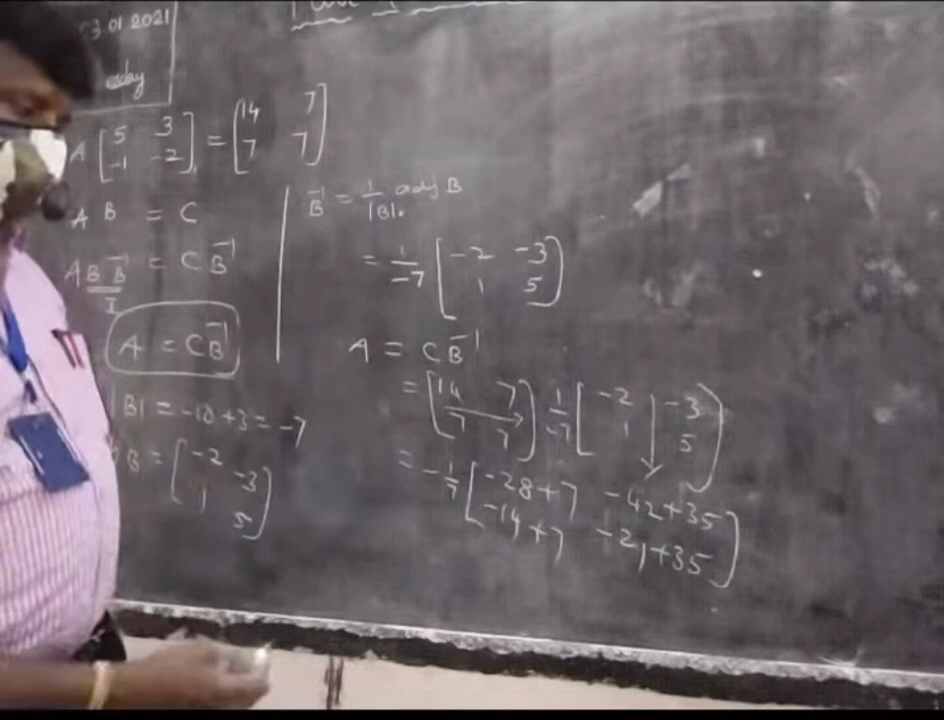 03 01 2021
A [5 3; -1 -2] = [14 7; 7 7]
A B = C
A B B⁻¹ = C B⁻¹
I
A = C B⁻¹
|B| = -10 + 3 = -7
B = [-2 -3; 1 5]
B⁻¹ = 1/|B| adj B
= 1/-7 [-2 -3; 1 5]
A = C B⁻¹
= [14 7; 7 7] 1/-7 [-2 -3; 1 5]
= -1/7 [-28+7 -42+35; -14+7 -21+35]